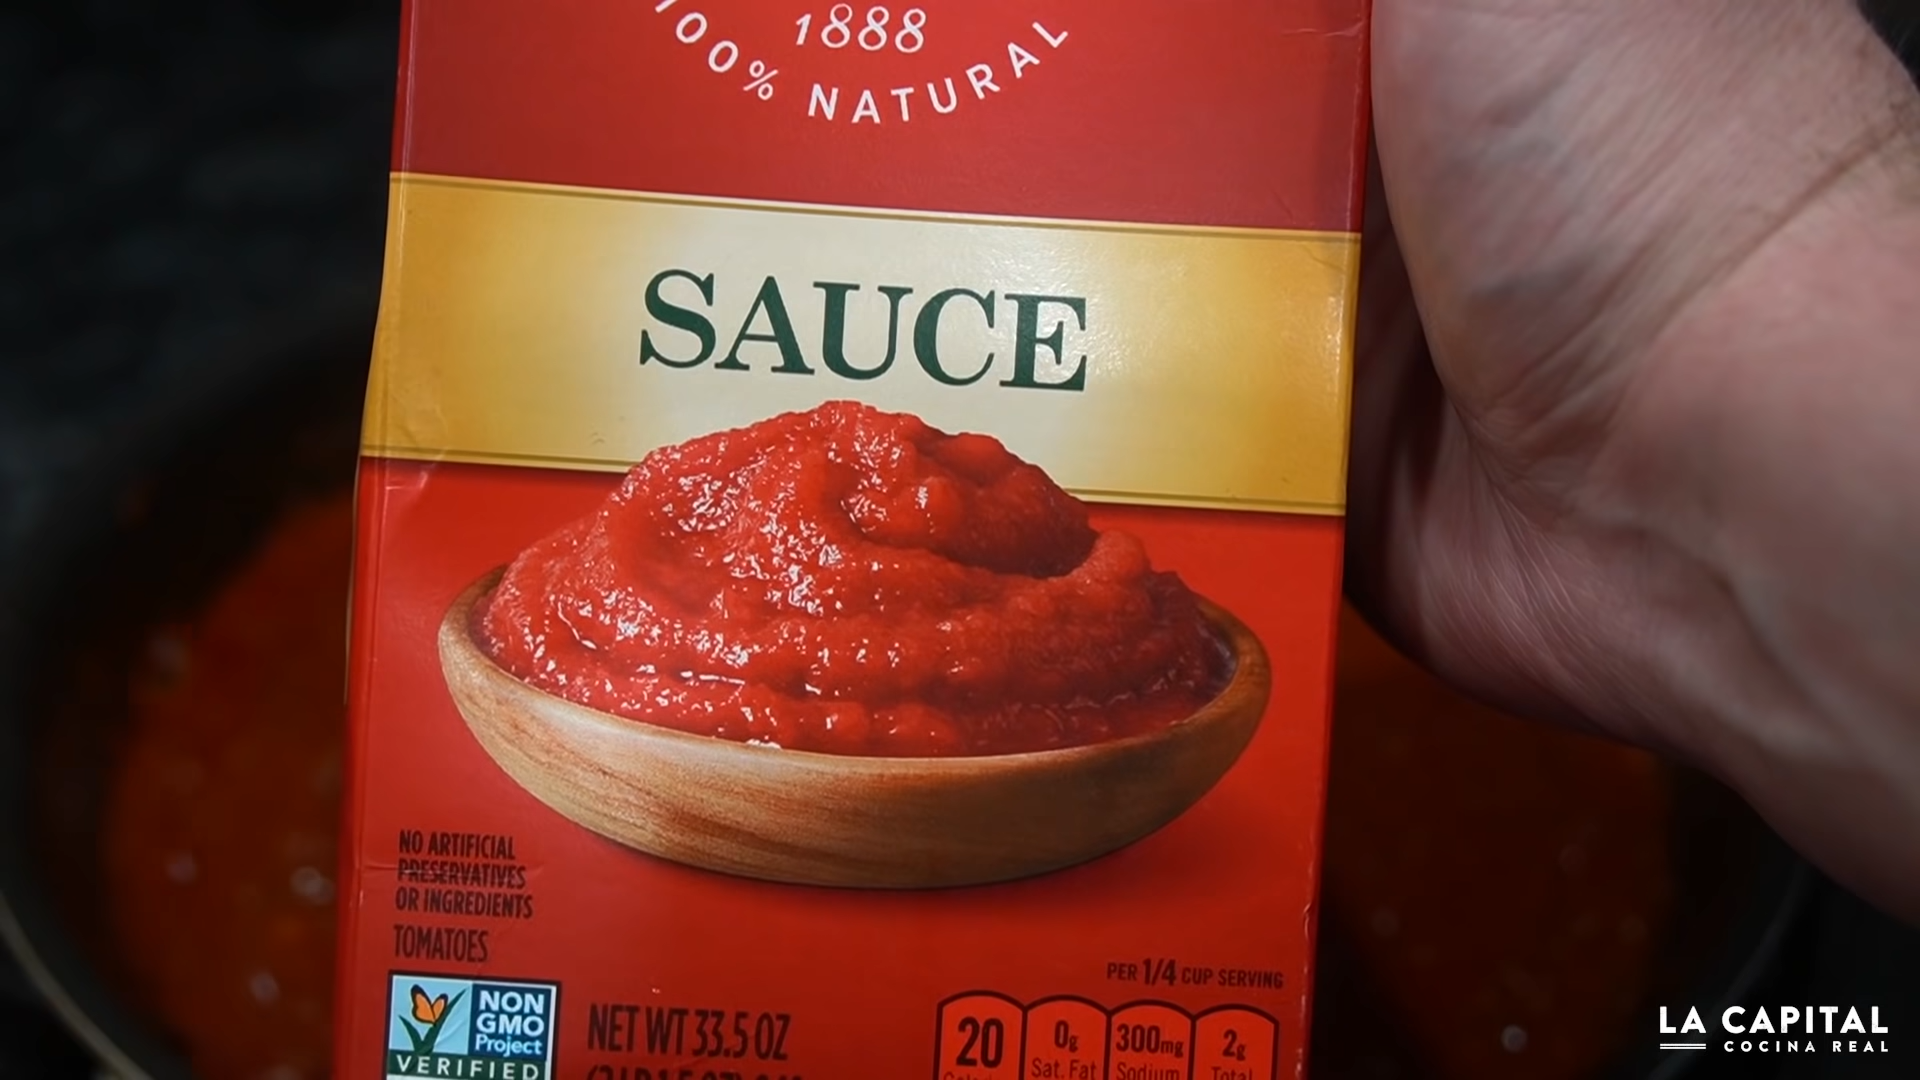 1888
100% NATURAL
SAUCE
NO ARTIFICIAL
PRESERVATIVES
OR INGREDIENTS
TOMATOES
NON
GMO
Project
VERIFIED
NET WT 33.5 OZ
PER 1/4 CUP SERVING
20
0g
Sat. Fat
300mg
Sodium
2g
Total
LA CAPITAL
COCINA REAL